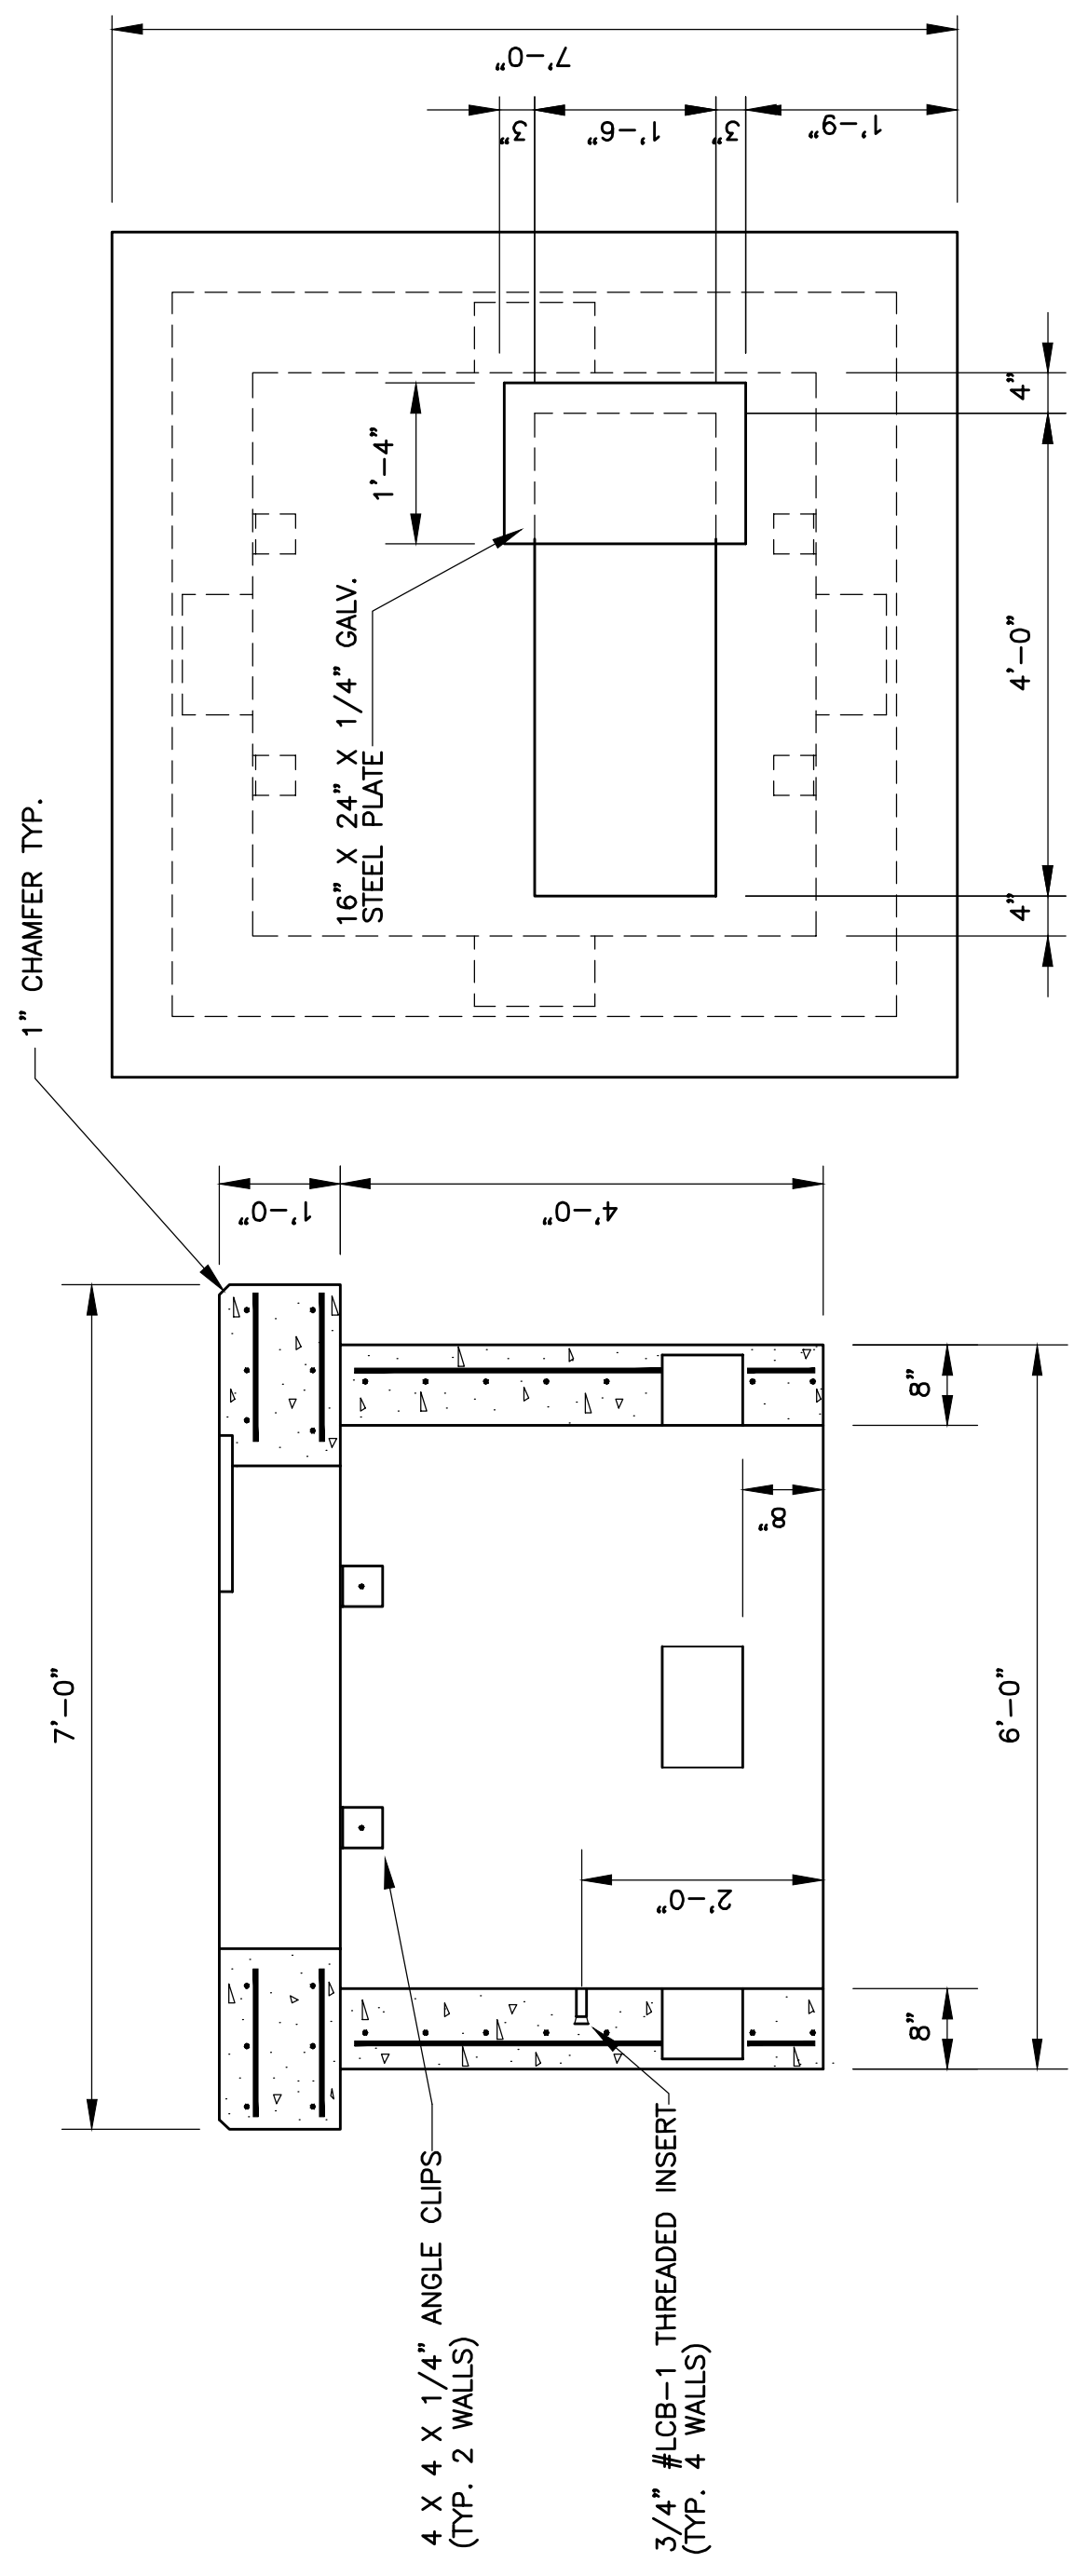 1" CHAMFER TYP.
7'-0"
1'-0"
4'-0"
8"
8"
6'-0"
2'-0"
8"
4 X 4 X 1/4" ANGLE CLIPS
(TYP. 2 WALLS)
3/4" #LCB-1 THREADED INSERT
(TYP. 4 WALLS)
7'-0"
3"
1'-6"
3"
1'-9"
1'-4"
16" X 24" X 1/4" GALV.
STEEL PLATE
4"
4'-0"
4"